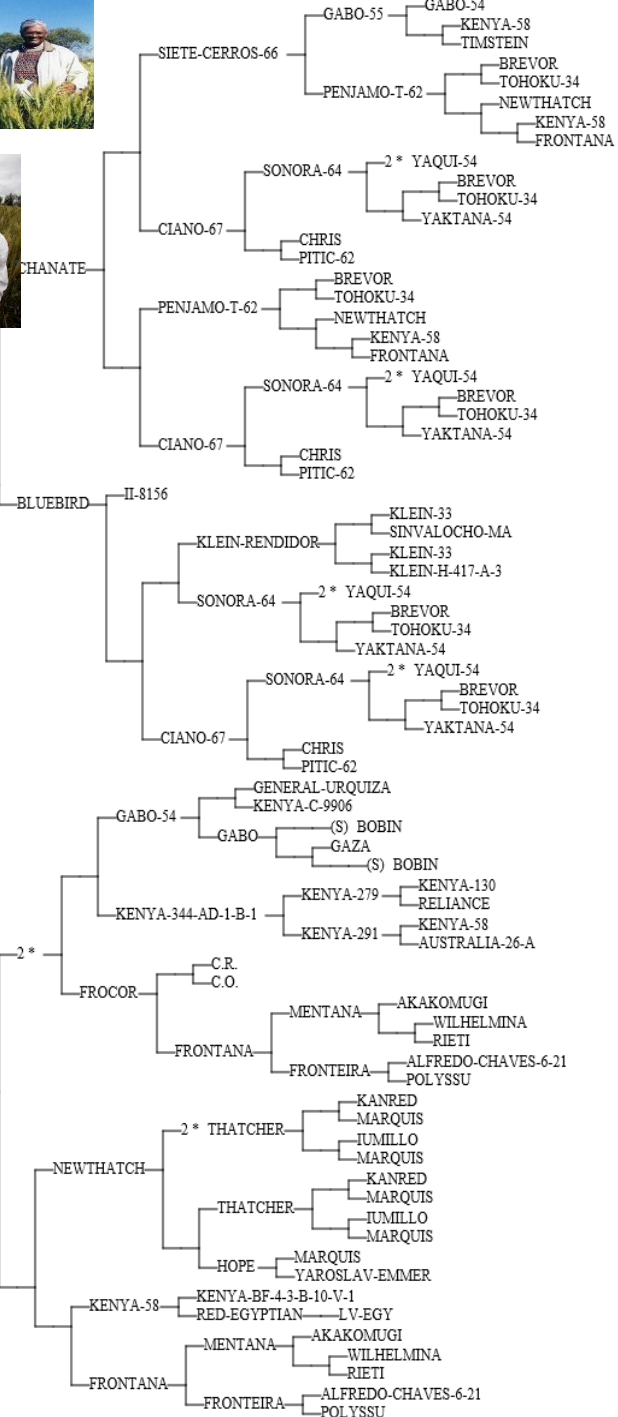 GABO-54
GABO-55
KENYA-58
TIMSTEIN
SIETE-CERROS-66
BREVOR
TOHOKU-34
PENJAMO-T-62
NEWTHATCH
KENYA-58
FRONTANA
2 * YAQUI-54
SONORA-64
BREVOR
TOHOKU-34
YAKTANA-54
CIANO-67
CHRIS
PITIC-62
CHANATE
BREVOR
TOHOKU-34
PENJAMO-T-62
NEWTHATCH
KENYA-58
FRONTANA
2 * YAQUI-54
SONORA-64
BREVOR
TOHOKU-34
YAKTANA-54
CIANO-67
CHRIS
PITIC-62
II-8156
BLUEBIRD
KLEIN-33
SINVALOCHO-MA
KLEIN-RENDIDOR
KLEIN-33
KLEIN-H-417-A-3
2 * YAQUI-54
SONORA-64
BREVOR
TOHOKU-34
YAKTANA-54
2 * YAQUI-54
SONORA-64
BREVOR
TOHOKU-34
YAKTANA-54
CIANO-67
CHRIS
PITIC-62
GENERAL-URQUIZA
KENYA-C-9906
GABO-54
(S) BOBIN
GABO
GAZA
(S) BOBIN
KENYA-130
KENYA-279
RELIANCE
KENYA-344-AD-1-B-1
KENYA-58
KENYA-291
AUSTRALIA-26-A
2 *
C.R.
C.O.
FROCOR
AKAKOMUGI
MENTANA
WILHELMINA
RIETI
FRONTANA
ALFREDO-CHAVES-6-21
FRONTEIRA
POLYSSU
KANRED
MARQUIS
2 * THATCHER
IUMILLO
MARQUIS
NEWTHATCH
KANRED
MARQUIS
THATCHER
IUMILLO
MARQUIS
MARQUIS
HOPE
YAROSLAV-EMMER
KENYA-BF-4-3-B-10-V-1
KENYA-58
RED-EGYPTIAN LV-EGY
AKAKOMUGI
MENTANA
WILHELMINA
RIETI
FRONTANA
ALFREDO-CHAVES-6-21
FRONTEIRA
POLYSSU